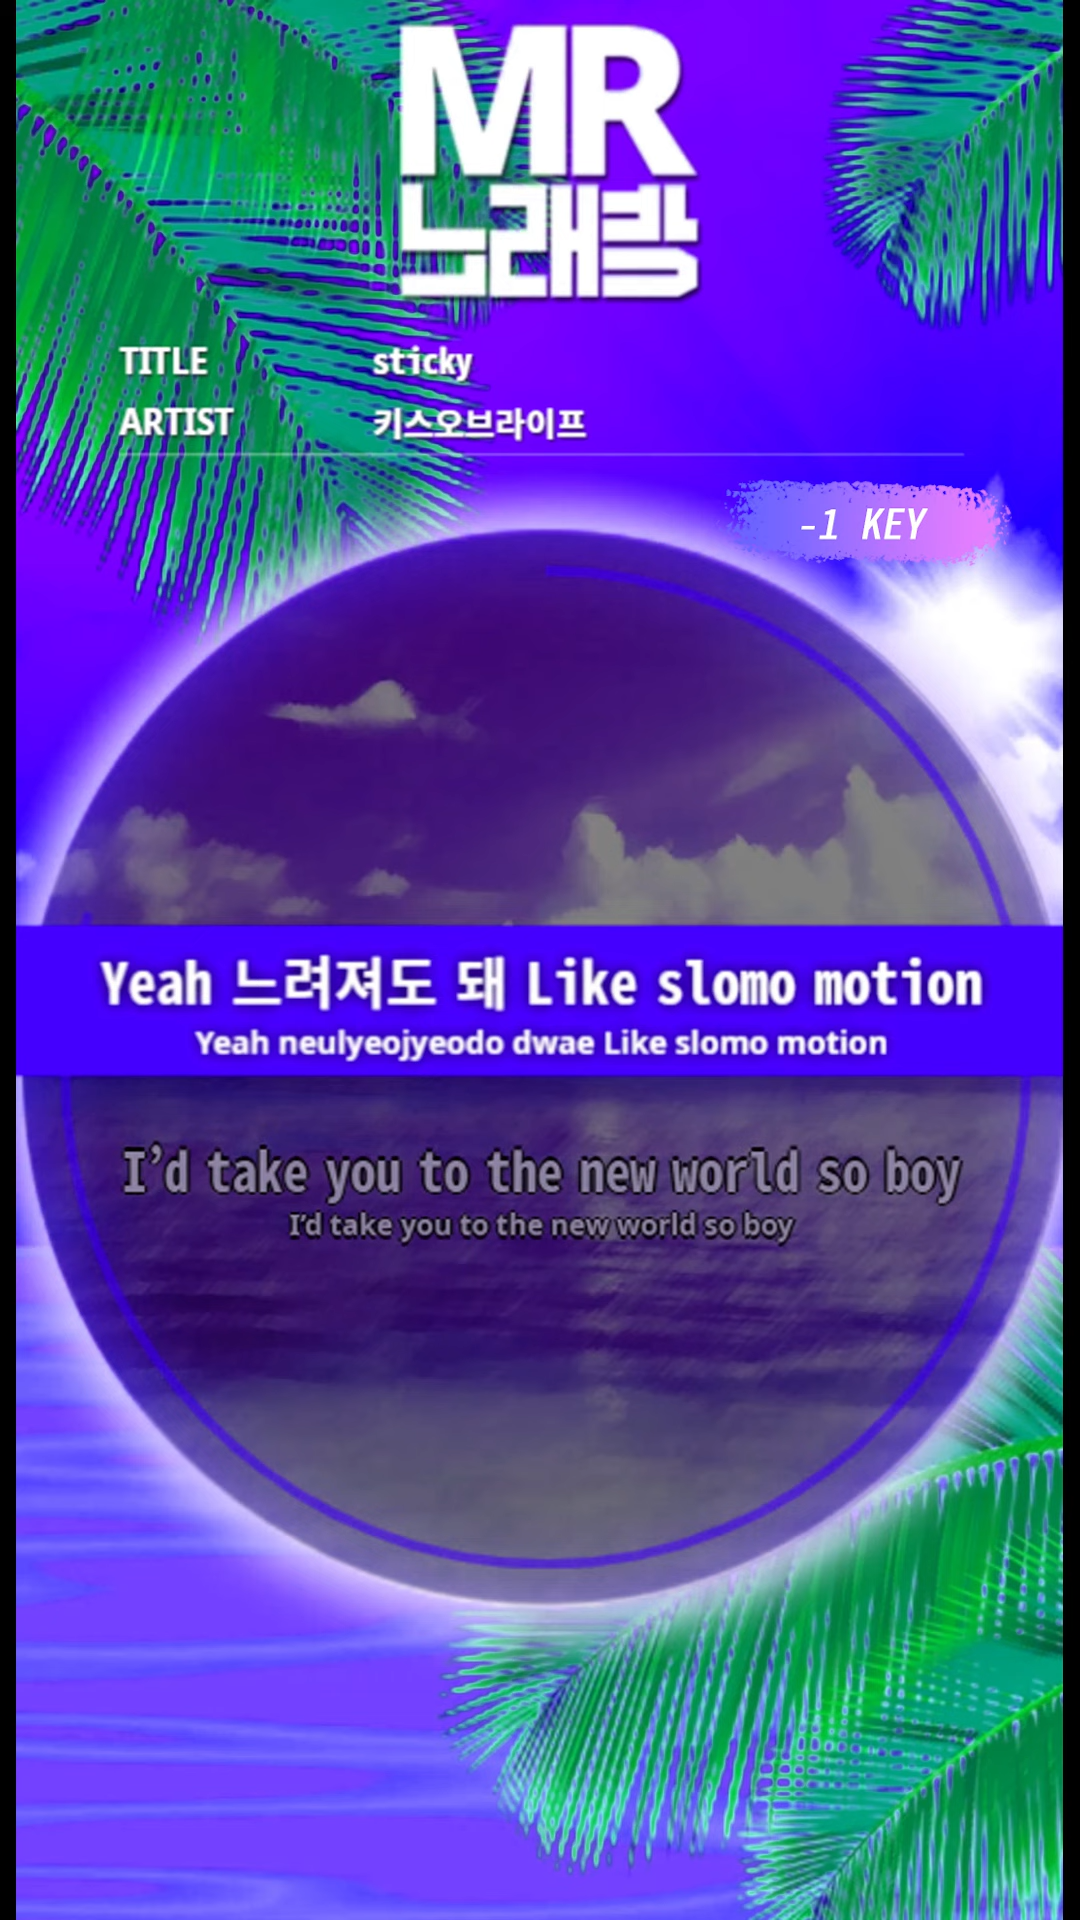 MR
노래랑
TITLE sticky
ARTIST 키스오브라이프
-1 KEY
Yeah 느려져도 돼 Like slomo motion
Yeah neulyeojyeodo dwae Like slomo motion
I’d take you to the new world so boy
I’d take you to the new world so boy